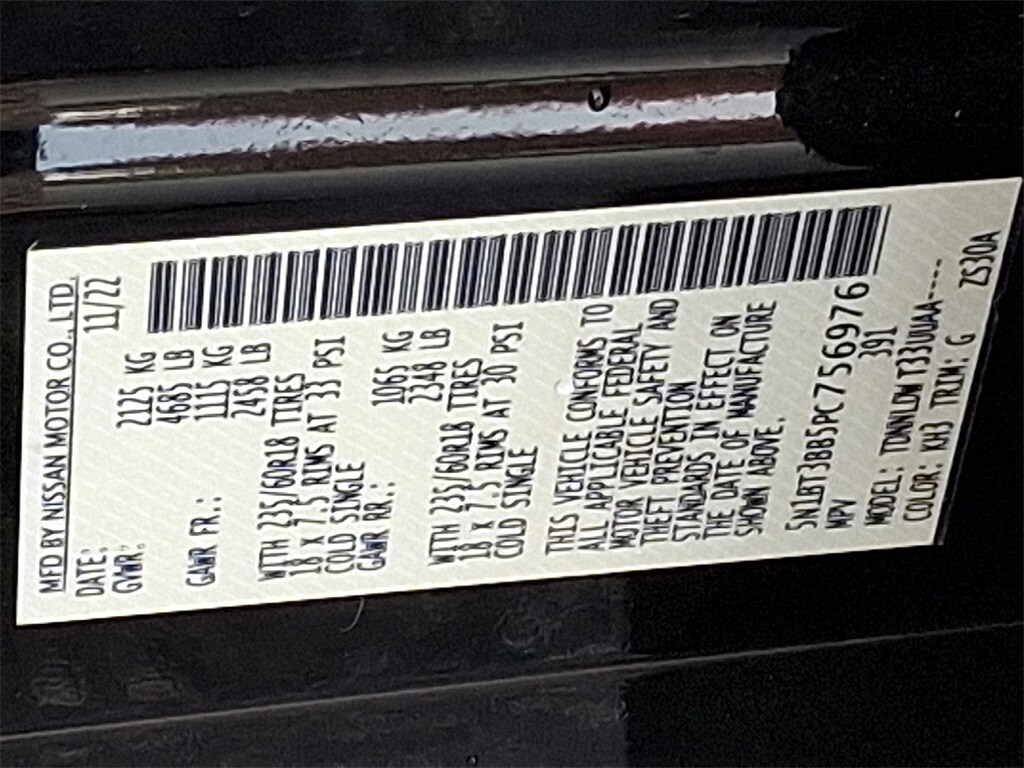 MFD BY NISSAN MOTOR CO., LTD.
DATE: 11/22
GVWR: 2125 KG
4685 LB
GAWR FR.: 1115 KG
2458 LB
WITH 235/60R18 TIRES
18 x 7.5 RIMS AT 33 PSI
COLD SINGLE
GAWR RR.: 1065 KG
2348 LB
WITH 235/60R18 TIRES
18 x 7.5 RIMS AT 30 PSI
COLD SINGLE
THIS VEHICLE CONFORMS TO
ALL APPLICABLE FEDERAL
MOTOR VEHICLE SAFETY AND
THEFT PREVENTION
STANDARDS IN EFFECT ON
THE DATE OF MANUFACTURE
SHOWN ABOVE.
5N1BT3BB5PC756976
MPV 391
MODEL: TDNNLDW T33UUAA----
COLOR: KH3 TRIM: G ZS30A